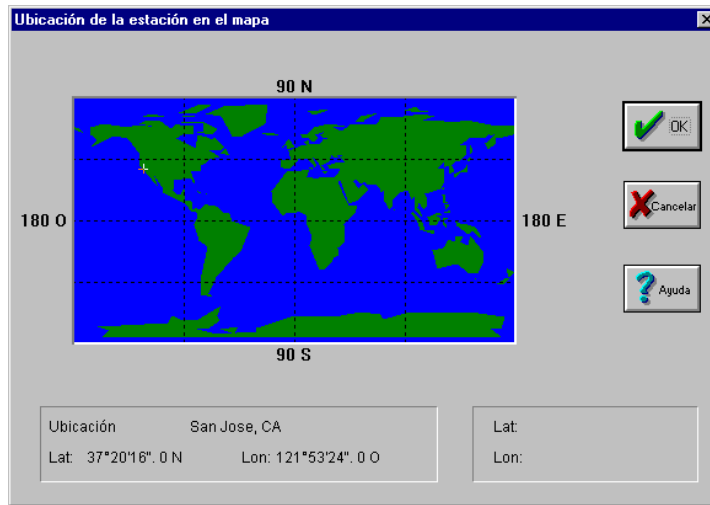 Ubicación de la estación en el mapa
90 N
OK
180 O
180 E
Cancelar
Ayuda
90 S
Ubicación San Jose, CA
Lat: 37°20'16". 0 N Lon: 121°53'24". 0 O
Lat:
Lon: